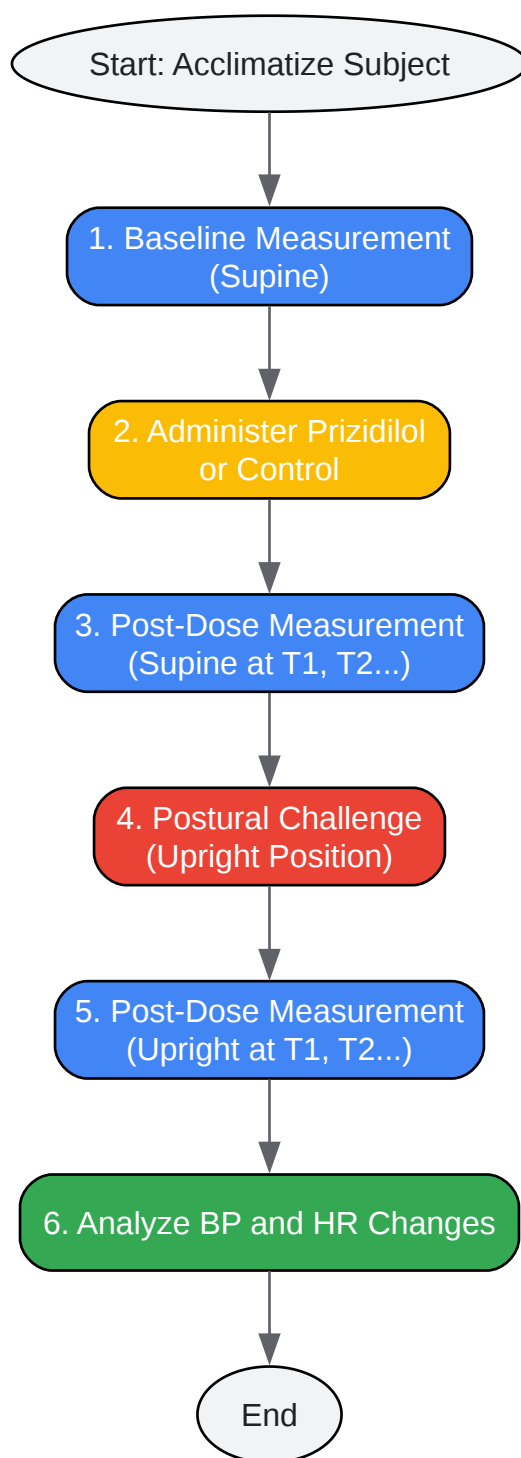 Start: Acclimatize Subject
1. Baseline Measurement
(Supine)
2. Administer Prizidilol
or Control
3. Post-Dose Measurement
(Supine at T1, T2...)
4. Postural Challenge
(Upright Position)
5. Post-Dose Measurement
(Upright at T1, T2...)
6. Analyze BP and HR Changes
End